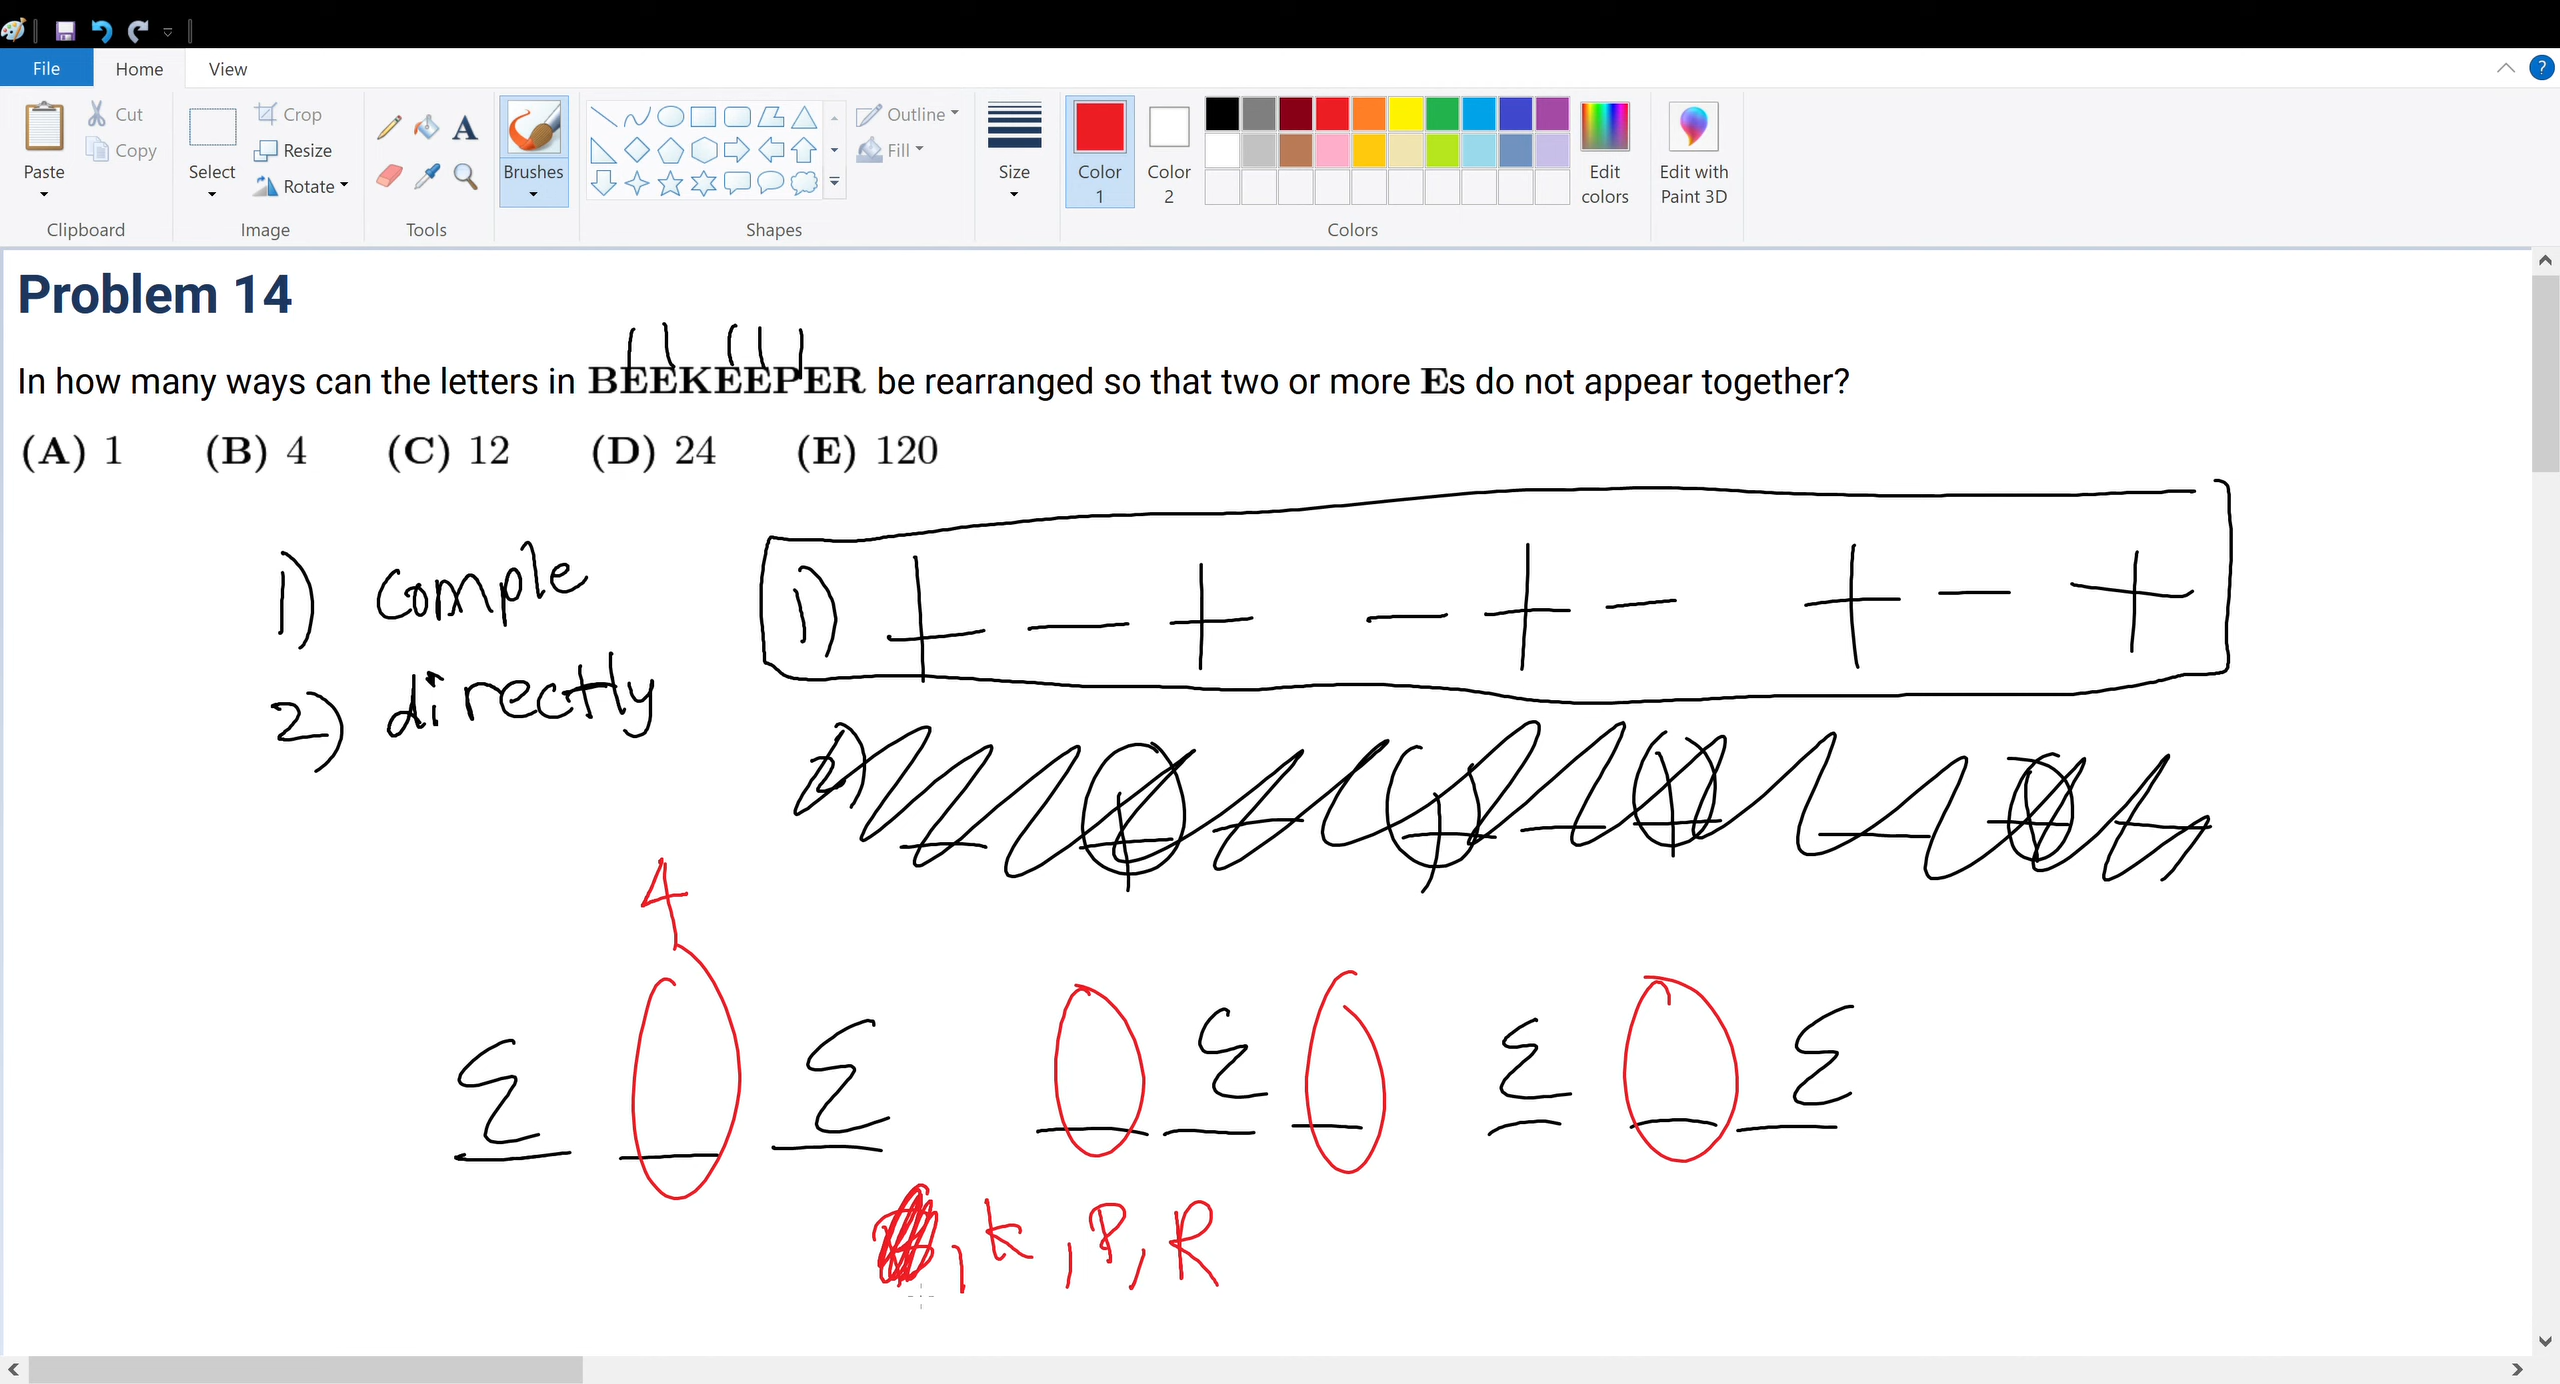 File Home View
Paste
Cut
Copy
Clipboard
Select
Crop
Resize
Rotate
Image
A
Tools
Brushes
Outline
Fill
Shapes
Size
Color 1
Color 2
Edit colors
Colors
Edit with Paint 3D
?
Problem 14
In how many ways can the letters in BEEKEEPER be rearranged so that two or more Es do not appear together?
(A) 1 (B) 4 (C) 12 (D) 24 (E) 120
1) comple
2) directly
1)
2)
4
E E E E E
, K, P, R